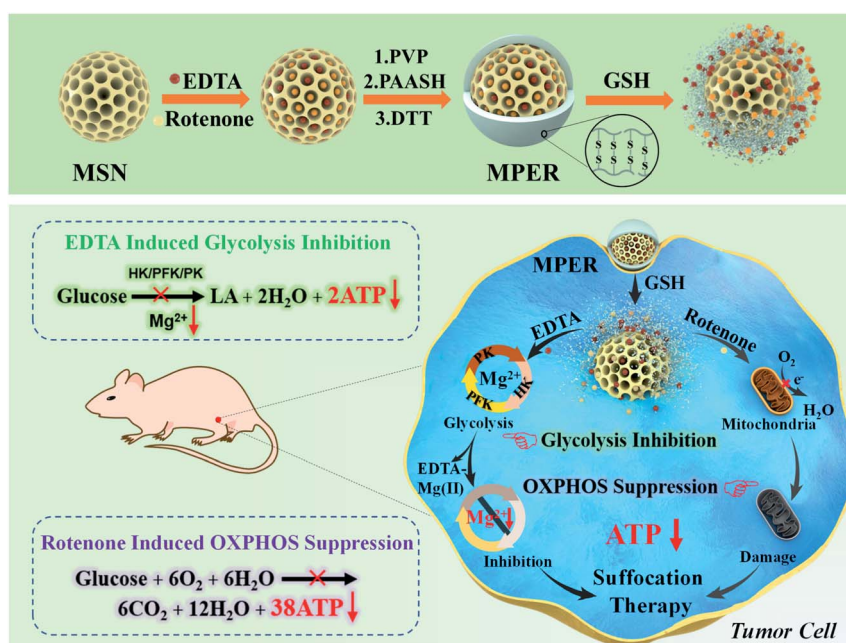 EDTA
Rotenone
MSN
1.PVP
2.PAASH
3.DTT
MPER
S S S S
S S S S
GSH
EDTA Induced Glycolysis Inhibition
HK/PFK/PK
Glucose LA + 2H₂O + 2ATP
Mg²⁺
Rotenone Induced OXPHOS Suppression
Glucose + 6O₂ + 6H₂O
6CO₂ + 12H₂O + 38ATP
MPER
GSH
EDTA
Rotenone
PK
Mg²⁺
HK
PFK
Glycolysis
O₂
e⁻
H₂O
Mitochondria
Glycolysis Inhibition
EDTA-
Mg(II)
OXPHOS Suppression
Mg²⁺
Inhibition
ATP
Damage
Suffocation
Therapy
Tumor Cell